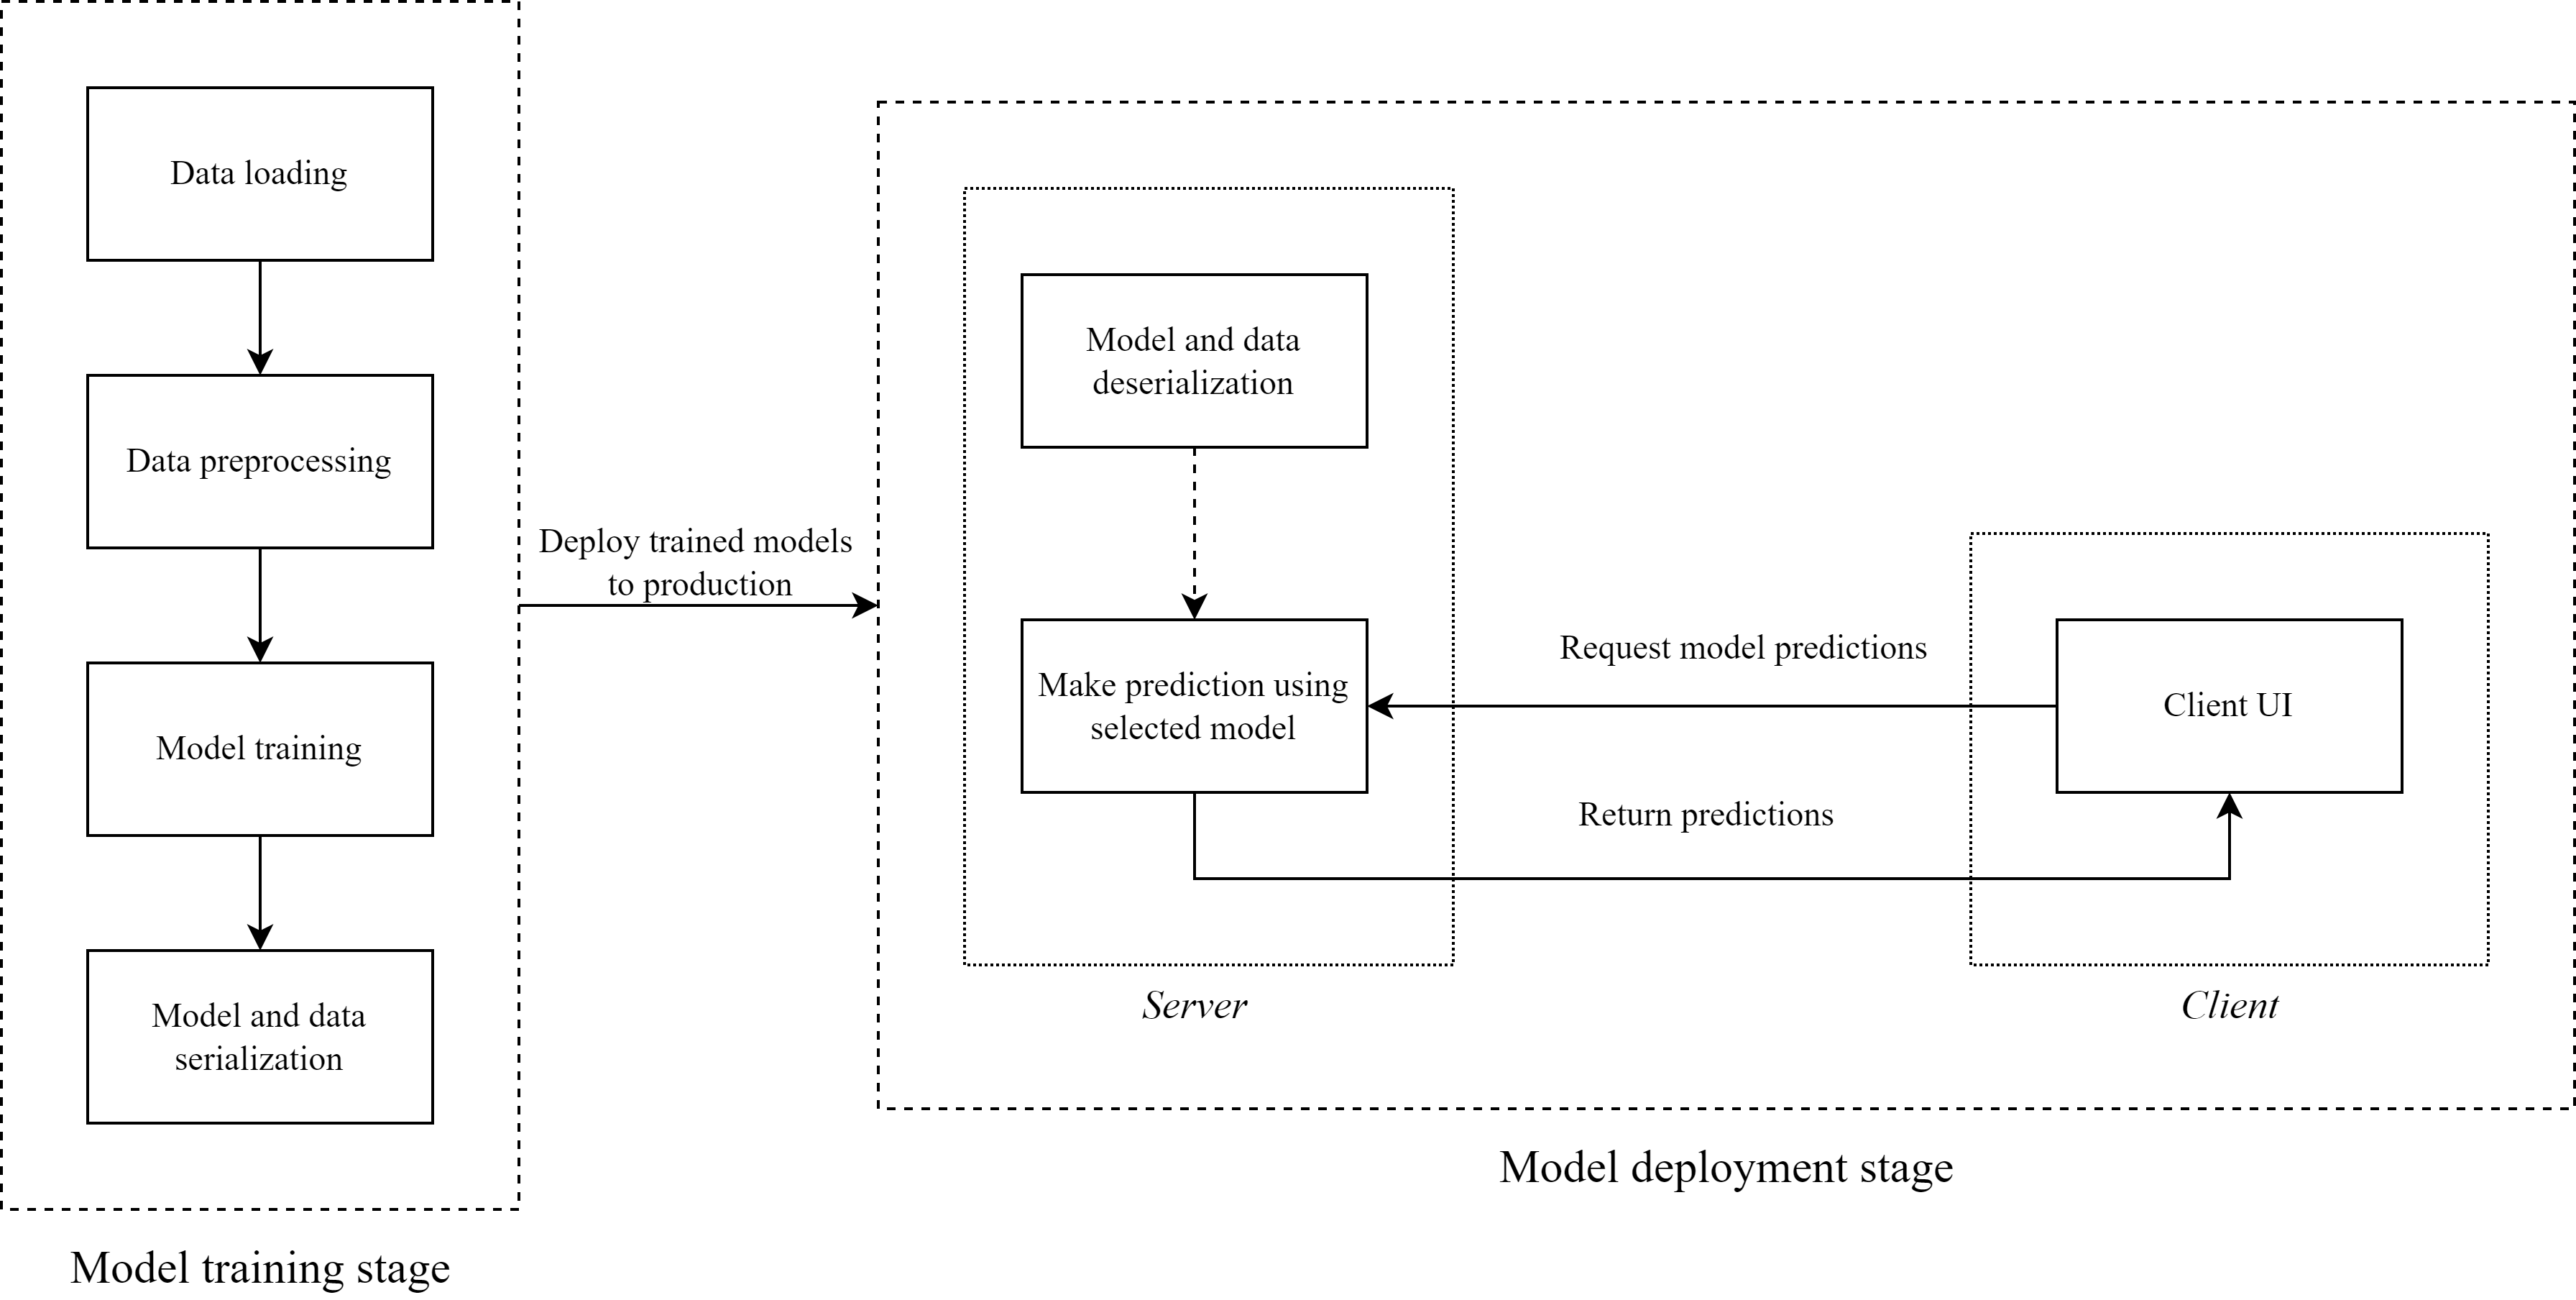 Data loading
Data preprocessing
Model training
Model and data
serialization
Model training stage
Deploy trained models
to production
Model and data
deserialization
Make prediction using
selected model
Server
Request model predictions
Return predictions
Client UI
Client
Model deployment stage